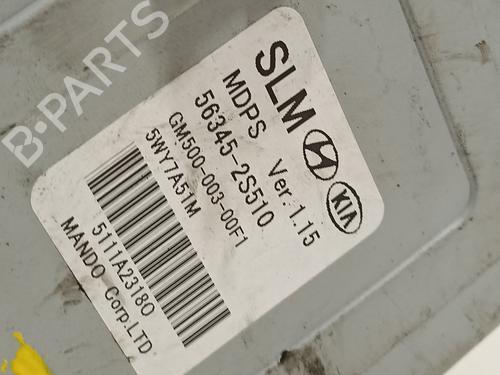 SLM
KIA
MDPS Ver:1.15
56345-2S510
GM500-003-00F1
5WY7A51M
5111A23180
MANDO Corp.LTD
B-PARTS